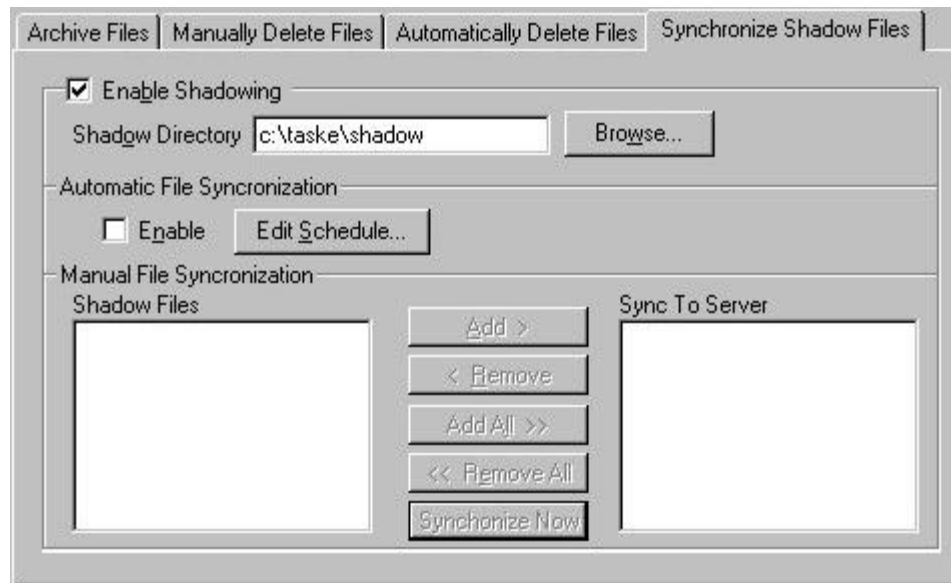 Archive Files
Manually Delete Files
Automatically Delete Files
Synchronize Shadow Files
Enable Shadowing
Shadow Directory
c:\taske\shadow
Browse...
Automatic File Syncronization
Enable
Edit Schedule...
Manual File Syncronization
Shadow Files
Sync To Server
Add >
< Remove
Add All >>
<< Remove All
Synchonize Now